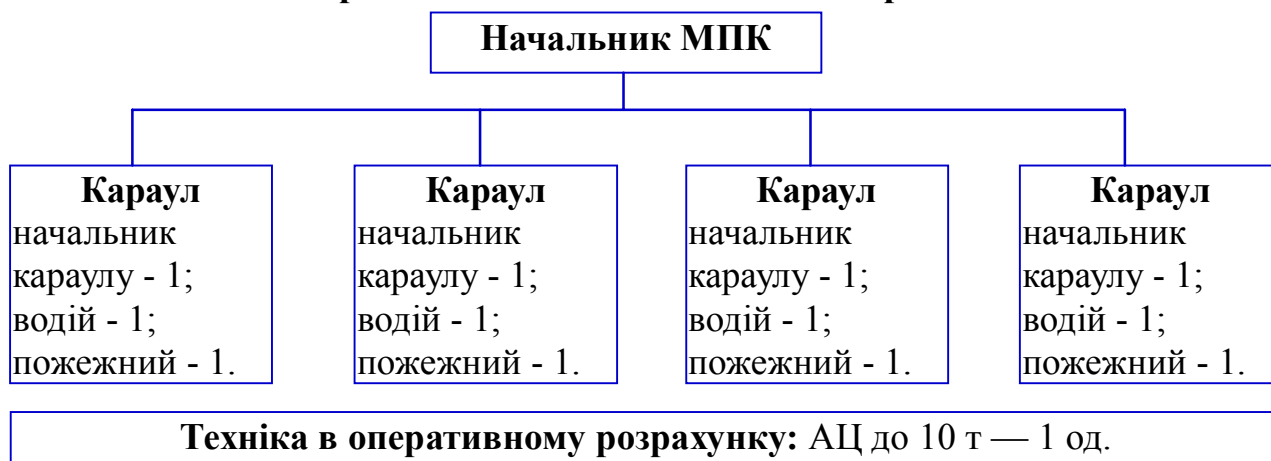 Начальник МПК
Караул
начальник
караулу - 1;
водій - 1;
пожежний - 1.
Караул
начальник
караулу - 1;
водій - 1;
пожежний - 1.
Караул
начальник
караулу - 1;
водій - 1;
пожежний - 1.
Караул
начальник
караулу - 1;
водій - 1;
пожежний - 1.
Техніка в оперативному розрахунку: АЦ до 10 т — 1 од.